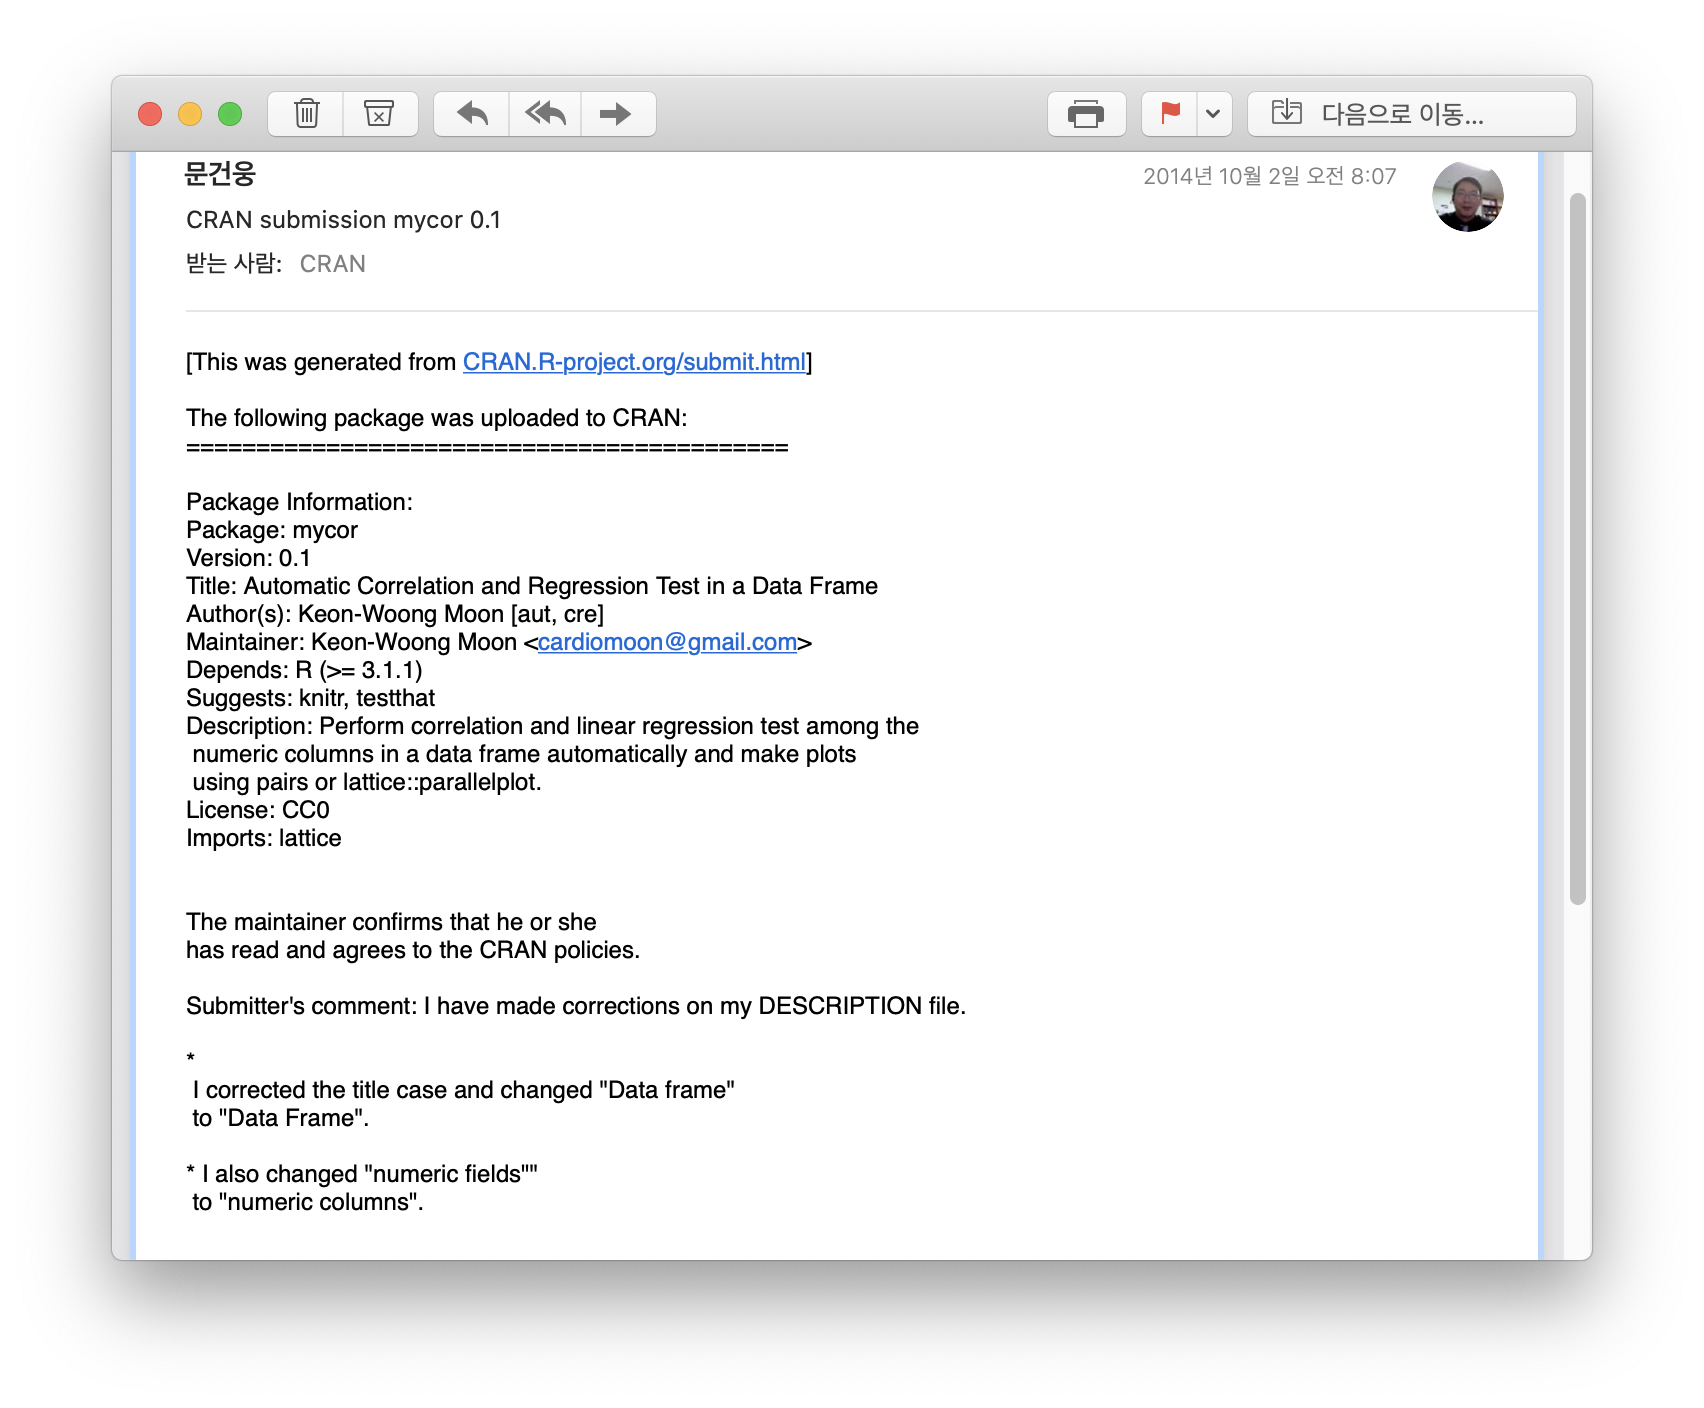 다음으로 이동...
문건웅
2014년 10월 2일 오전 8:07
CRAN submission mycor 0.1
받는 사람: CRAN
[This was generated from CRAN.R-project.org/submit.html]
The following package was uploaded to CRAN:
===========================================
Package Information:
Package: mycor
Version: 0.1
Title: Automatic Correlation and Regression Test in a Data Frame
Author(s): Keon-Woong Moon [aut, cre]
Maintainer: Keon-Woong Moon <cardiomoon@gmail.com>
Depends: R (>= 3.1.1)
Suggests: knitr, testthat
Description: Perform correlation and linear regression test among the
numeric columns in a data frame automatically and make plots
using pairs or lattice::parallelplot.
License: CC0
Imports: lattice
The maintainer confirms that he or she
has read and agrees to the CRAN policies.
Submitter's comment: I have made corrections on my DESCRIPTION file.
*
I corrected the title case and changed "Data frame"
to "Data Frame".
* I also changed "numeric fields""
to "numeric columns".